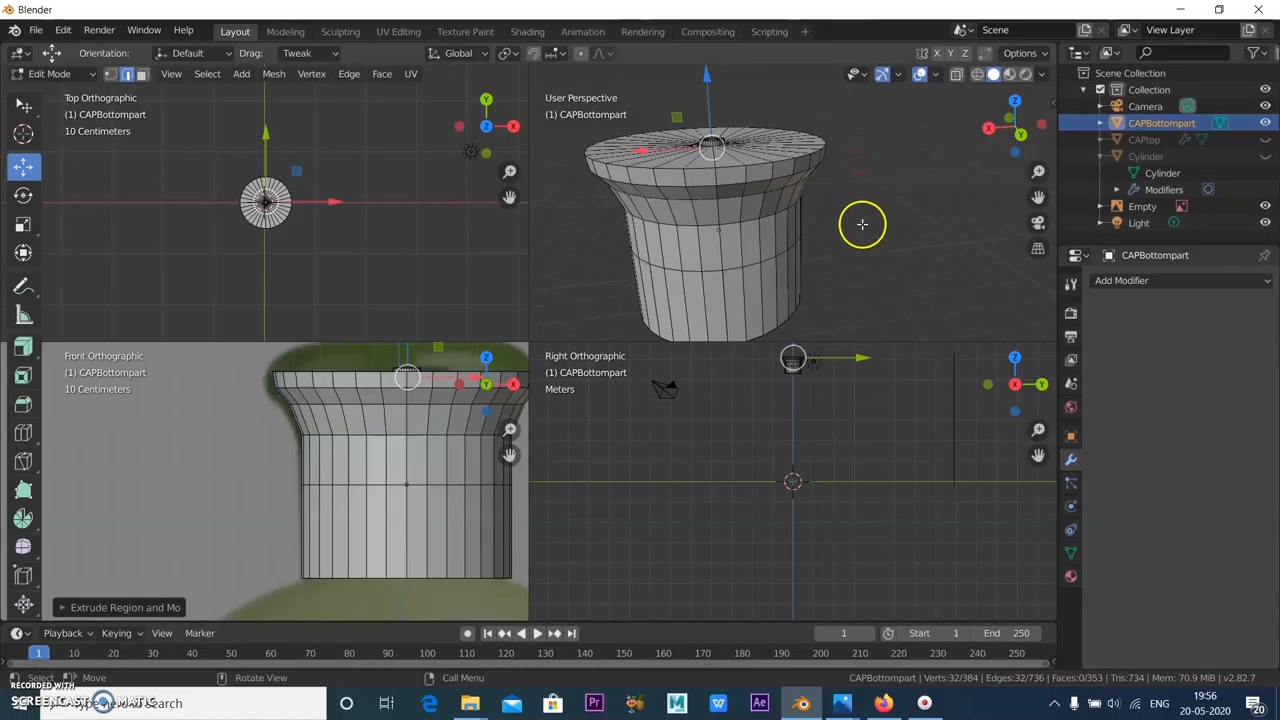 Blender
File Edit Render Window Help
Layout Modeling Sculpting UV Editing Texture Paint Shading Animation Rendering Compositing Scripting +
Scene
View Layer
Orientation: Default Drag: Tweak Global X Y Z Options
Edit Mode View Select Add Mesh Vertex Edge Face UV
Top Orthographic
(1) CAPBottompart
10 Centimeters
User Perspective
(1) CAPBottompart
Front Orthographic
(1) CAPBottompart
10 Centimeters
Right Orthographic
(1) CAPBottompart
Meters
Extrude Region and Mo
Scene Collection
Collection
Camera
CAPBottompart
CAPtop
Cylinder
Cylinder
Modifiers
Empty
Light
CAPBottompart
Add Modifier
Playback Keying View Marker
1 Start 1 End 250
1 10 20 30 40 50 60 70 80 90 100 110 120 130 140 150 160 170 180 190 200 210 220 230 240 250
Select Move Rotate View Call Menu
CAPBottompart | Verts:32/384 | Edges:32/736 | Faces:0/353 | Tris:734 | Mem: 70.9 MiB | v2.82.7
RECORDED WITH
SCREENCAST MATIC
search
ENG
19:56
20-05-2020
20